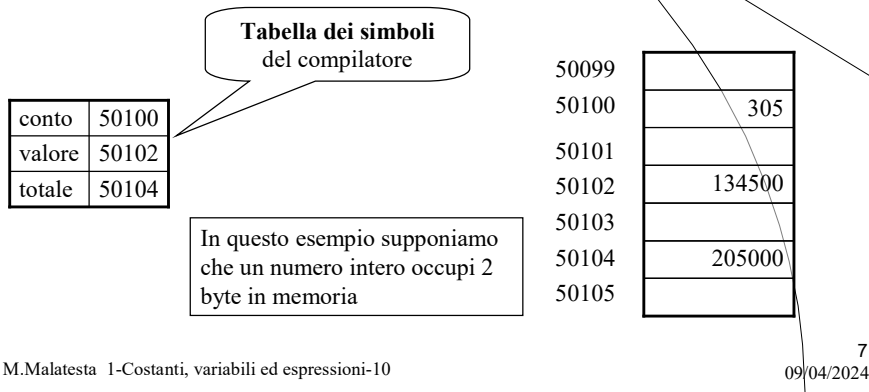 Tabella dei simboli
del compilatore
conto 50100
valore 50102
totale 50104
In questo esempio supponiamo
che un numero intero occupi 2
byte in memoria
50099
50100 305
50101
50102 134500
50103
50104 205000
50105
M.Malatesta 1-Costanti, variabili ed espressioni-10
7
09/04/2024